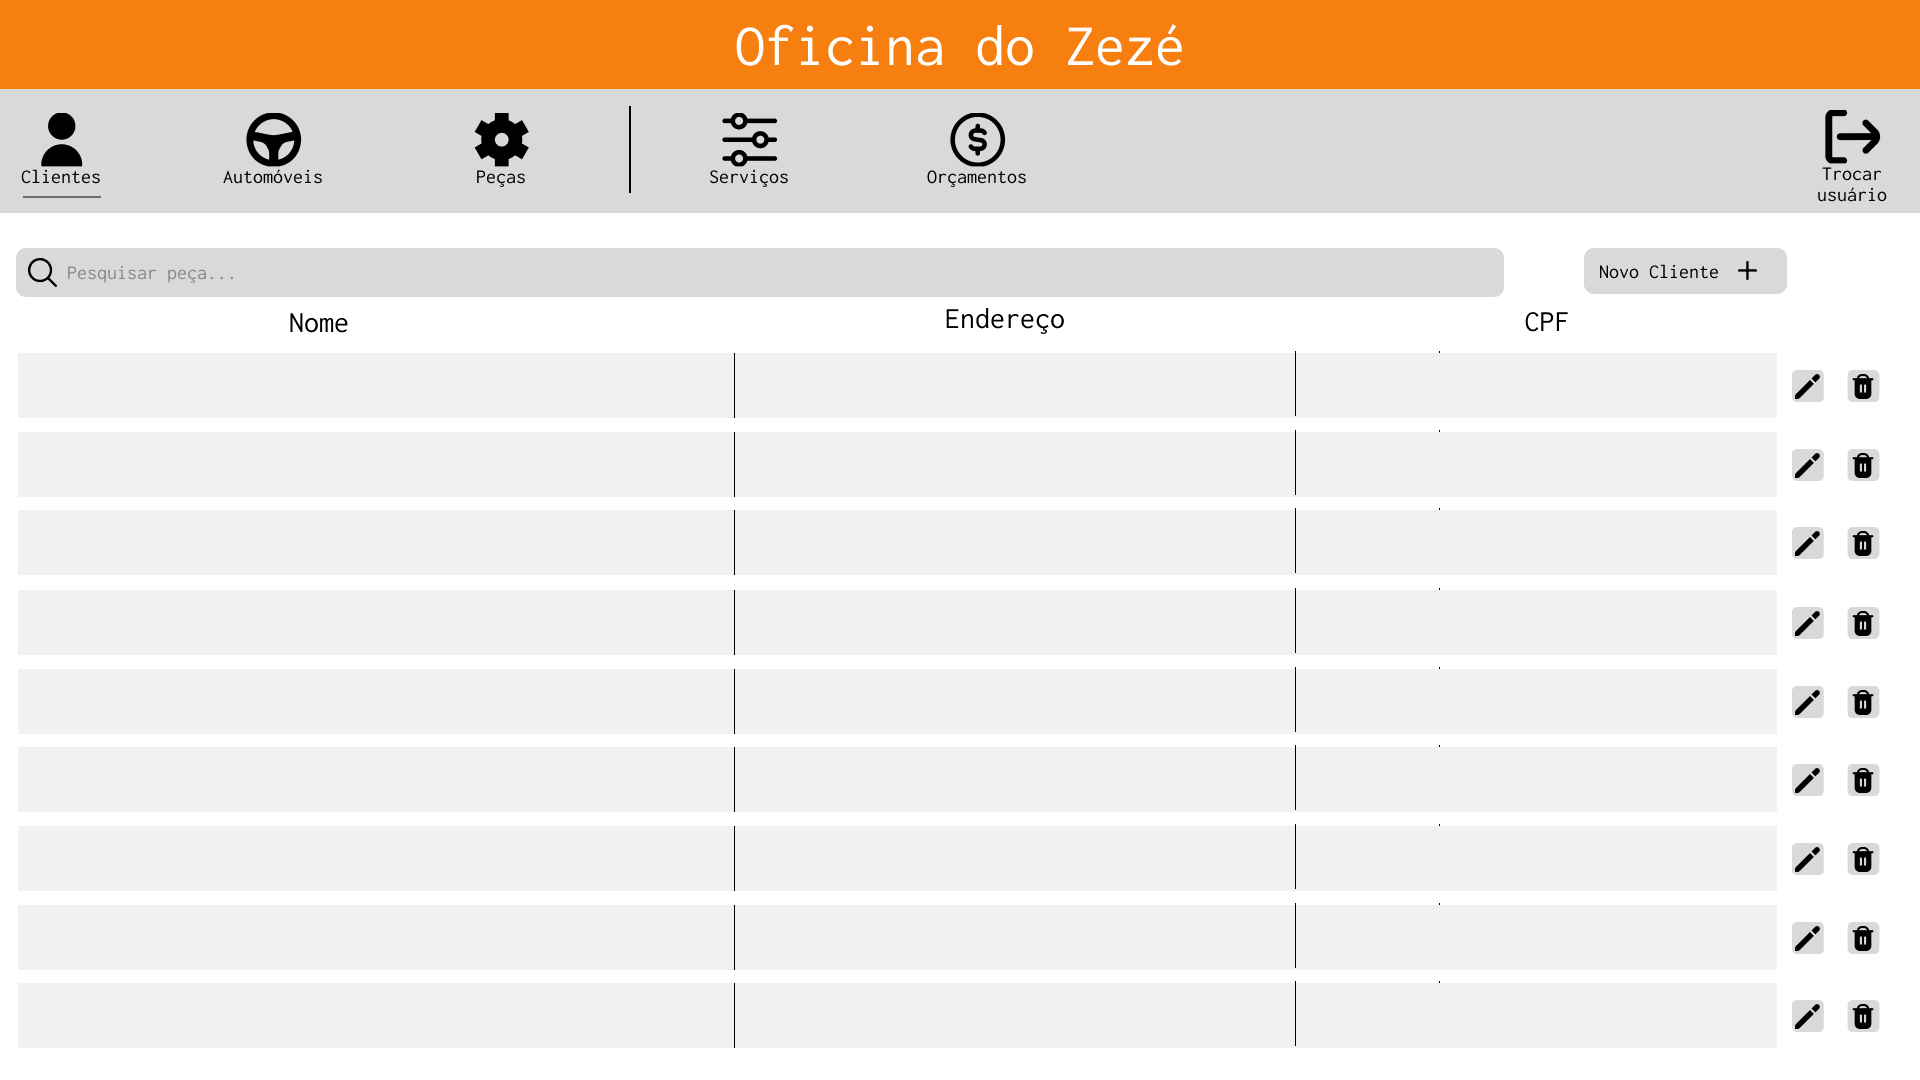 Oficina do Zezé
Clientes
Automóveis
Peças
Serviços
Orçamentos
Trocar
usuário
Pesquisar peça...
Novo Cliente +
Nome
Endereço
CPF